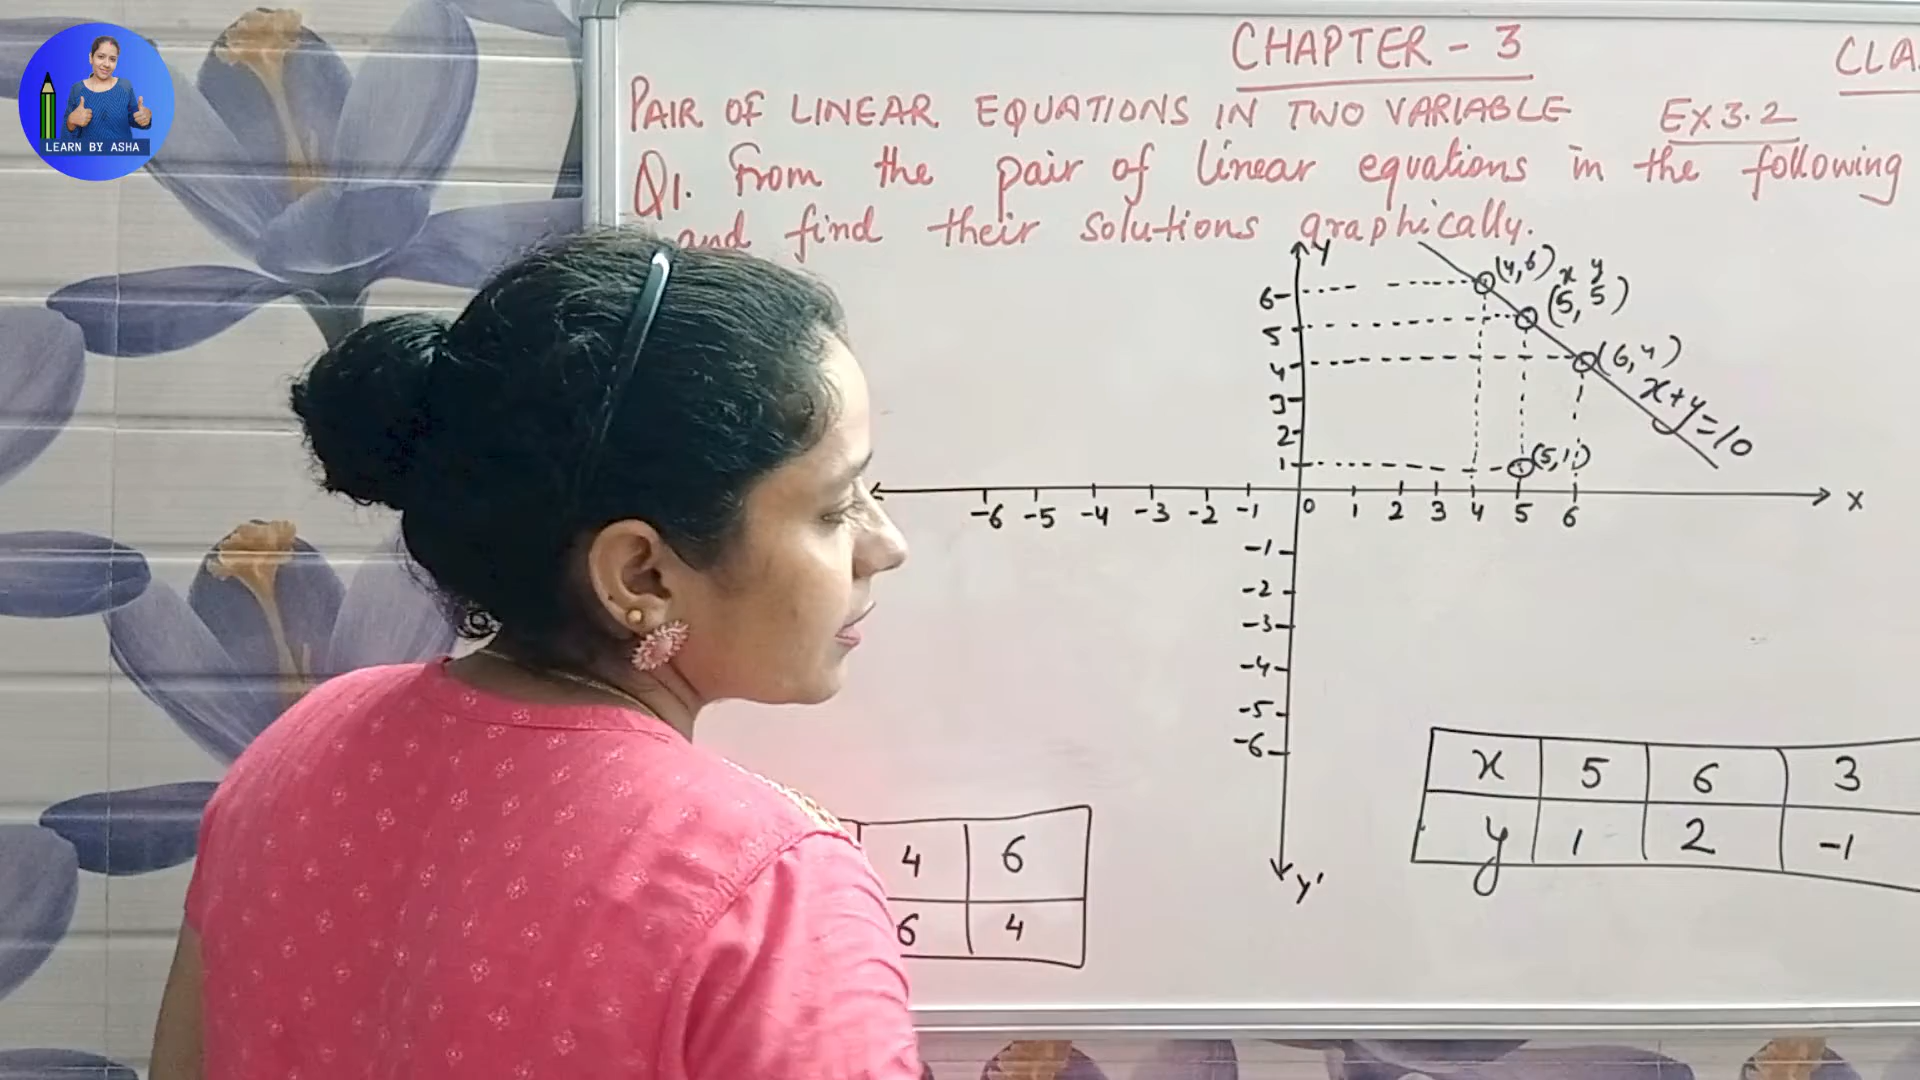 LEARN BY ASHA
CHAPTER - 3
PAIR OF LINEAR EQUATIONS IN TWO VARIABLE EX 3.2
Q1. From the pair of linear equations in the following
and find their solutions graphically.
Y
(4,6) x y
6 (5, 5)
5
4 (6,4)
3 x+y=10
2
1 (5,1)
-6 -5 -4 -3 -2 -1 0 1 2 3 4 5 6 X
-1
-2
-3
-4
-5
-6
Y'
x 5 6 3
y 1 2 -1
4 6
6 4